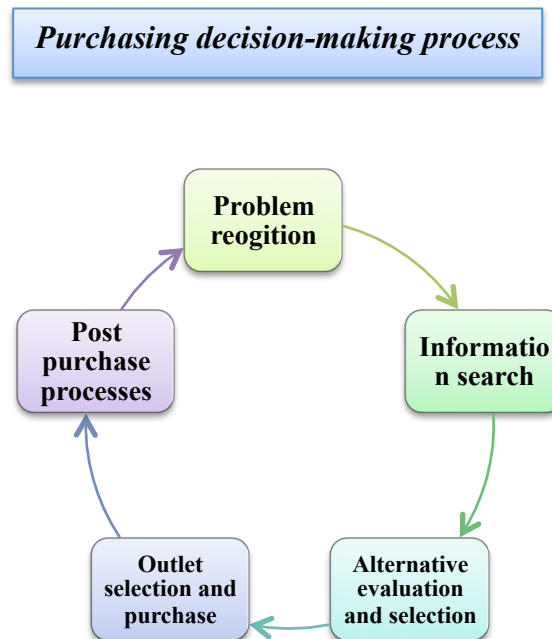 Purchasing decision-making process
Problem
reogition
Informatio
n search
Alternative
evaluation
and selection
Outlet
selection and
purchase
Post
purchase
processes